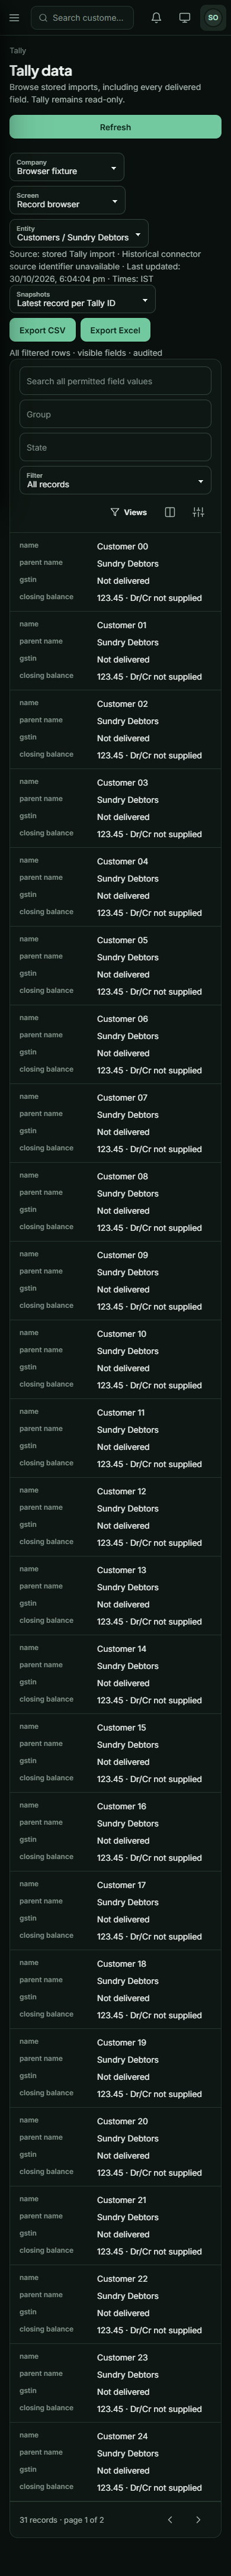 Search custome...
SO
Tally
Tally data
Browse stored imports, including every delivered
field. Tally remains read-only.
Refresh
Company
Browser fixture
Screen
Record browser
Entity
Customers / Sundry Debtors
Source: stored Tally import · Historical connector
source identifier unavailable · Last updated:
30/10/2026, 6:04:04 pm · Times: IST
Snapshots
Latest record per Tally ID
Export CSV
Export Excel
All filtered rows · visible fields · audited
Search all permitted field values
Group
State
Filter
All records
Views
name Customer 00
parent name Sundry Debtors
gstin Not delivered
closing balance 123.45 · Dr/Cr not supplied
name Customer 01
parent name Sundry Debtors
gstin Not delivered
closing balance 123.45 · Dr/Cr not supplied
name Customer 02
parent name Sundry Debtors
gstin Not delivered
closing balance 123.45 · Dr/Cr not supplied
name Customer 03
parent name Sundry Debtors
gstin Not delivered
closing balance 123.45 · Dr/Cr not supplied
name Customer 04
parent name Sundry Debtors
gstin Not delivered
closing balance 123.45 · Dr/Cr not supplied
name Customer 05
parent name Sundry Debtors
gstin Not delivered
closing balance 123.45 · Dr/Cr not supplied
name Customer 06
parent name Sundry Debtors
gstin Not delivered
closing balance 123.45 · Dr/Cr not supplied
name Customer 07
parent name Sundry Debtors
gstin Not delivered
closing balance 123.45 · Dr/Cr not supplied
name Customer 08
parent name Sundry Debtors
gstin Not delivered
closing balance 123.45 · Dr/Cr not supplied
name Customer 09
parent name Sundry Debtors
gstin Not delivered
closing balance 123.45 · Dr/Cr not supplied
name Customer 10
parent name Sundry Debtors
gstin Not delivered
closing balance 123.45 · Dr/Cr not supplied
name Customer 11
parent name Sundry Debtors
gstin Not delivered
closing balance 123.45 · Dr/Cr not supplied
name Customer 12
parent name Sundry Debtors
gstin Not delivered
closing balance 123.45 · Dr/Cr not supplied
name Customer 13
parent name Sundry Debtors
gstin Not delivered
closing balance 123.45 · Dr/Cr not supplied
name Customer 14
parent name Sundry Debtors
gstin Not delivered
closing balance 123.45 · Dr/Cr not supplied
name Customer 15
parent name Sundry Debtors
gstin Not delivered
closing balance 123.45 · Dr/Cr not supplied
name Customer 16
parent name Sundry Debtors
gstin Not delivered
closing balance 123.45 · Dr/Cr not supplied
name Customer 17
parent name Sundry Debtors
gstin Not delivered
closing balance 123.45 · Dr/Cr not supplied
name Customer 18
parent name Sundry Debtors
gstin Not delivered
closing balance 123.45 · Dr/Cr not supplied
name Customer 19
parent name Sundry Debtors
gstin Not delivered
closing balance 123.45 · Dr/Cr not supplied
name Customer 20
parent name Sundry Debtors
gstin Not delivered
closing balance 123.45 · Dr/Cr not supplied
name Customer 21
parent name Sundry Debtors
gstin Not delivered
closing balance 123.45 · Dr/Cr not supplied
name Customer 22
parent name Sundry Debtors
gstin Not delivered
closing balance 123.45 · Dr/Cr not supplied
name Customer 23
parent name Sundry Debtors
gstin Not delivered
closing balance 123.45 · Dr/Cr not supplied
name Customer 24
parent name Sundry Debtors
gstin Not delivered
closing balance 123.45 · Dr/Cr not supplied
31 records · page 1 of 2